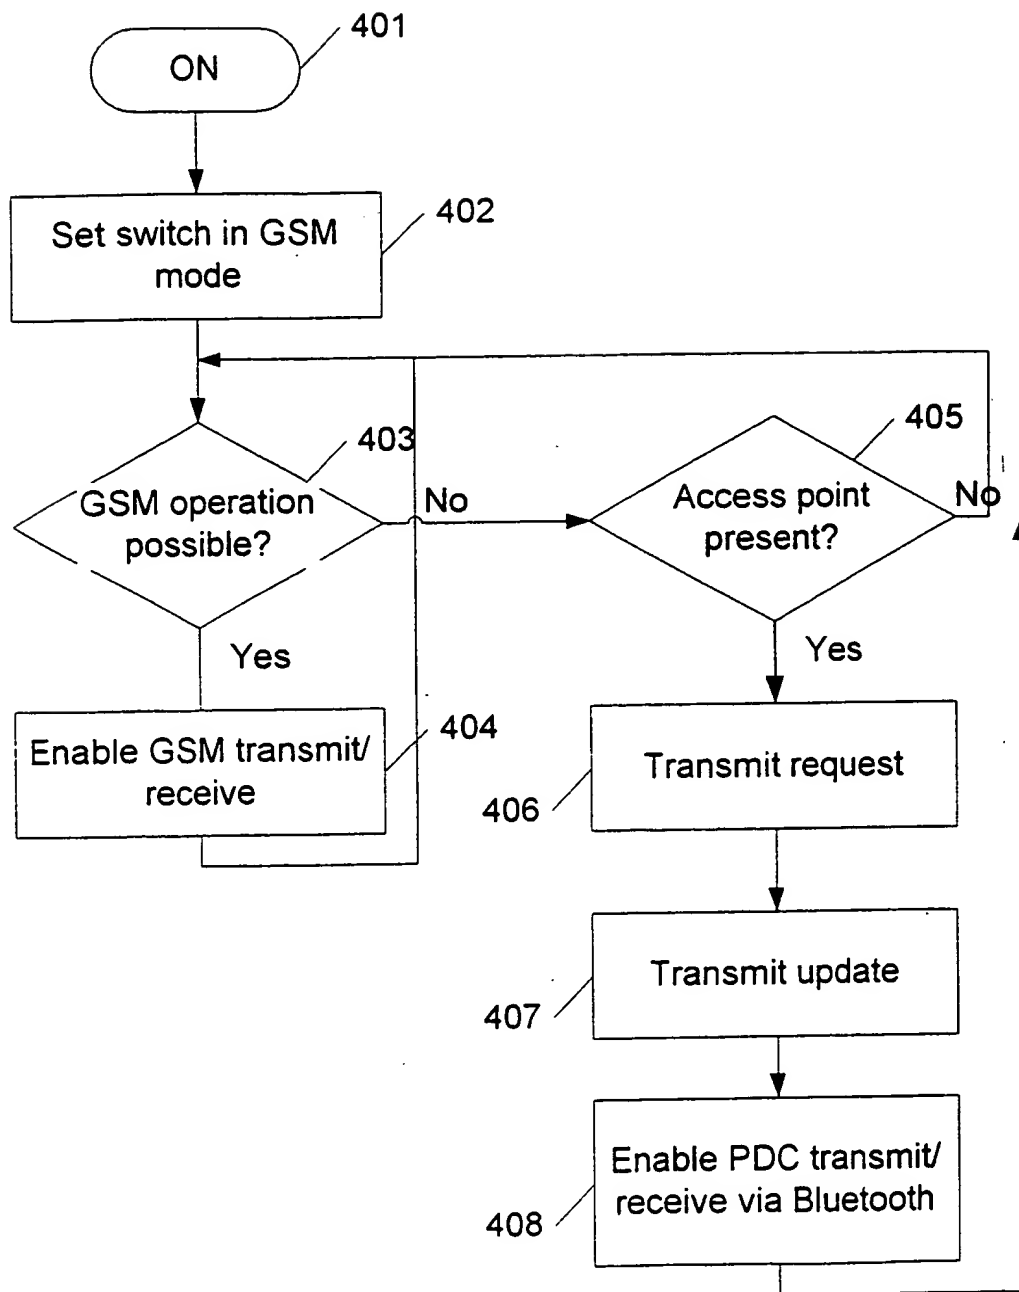 401
ON
402
Set switch in GSM
mode
403
GSM operation
possible?
No
405
Access point
present?
No
Yes
Yes
404
Enable GSM transmit/
receive
Transmit request
406
Transmit update
407
Enable PDC transmit/
receive via Bluetooth
408